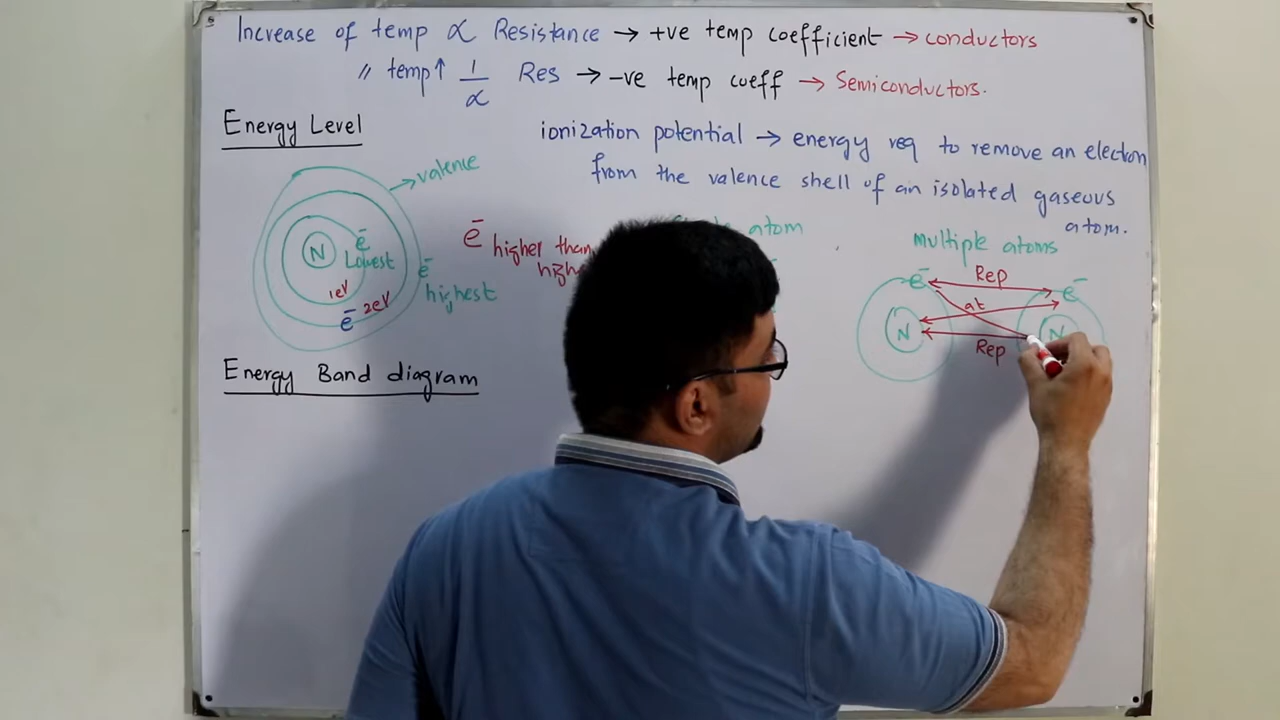 Increase of temp ∝ Resistance → +ve temp coefficient → conductors
〃 temp↑ 1/∝ Res → -ve temp coeff → Semiconductors.
Energy Level
ionization potential → energy req to remove an electron
from the valence shell of an isolated gaseous
atom.
→ valence
N
e⁻
Lowest
1eV
2eV
e⁻
e⁻
highest
e⁻ higher than
atom
multiple atoms
e⁻ Rep e⁻
at
N N
Rep
Energy Band diagram